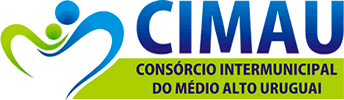 CIMAU
CONSÓRCIO INTERMUNICIPAL
DO MÉDIO ALTO URUGUAI